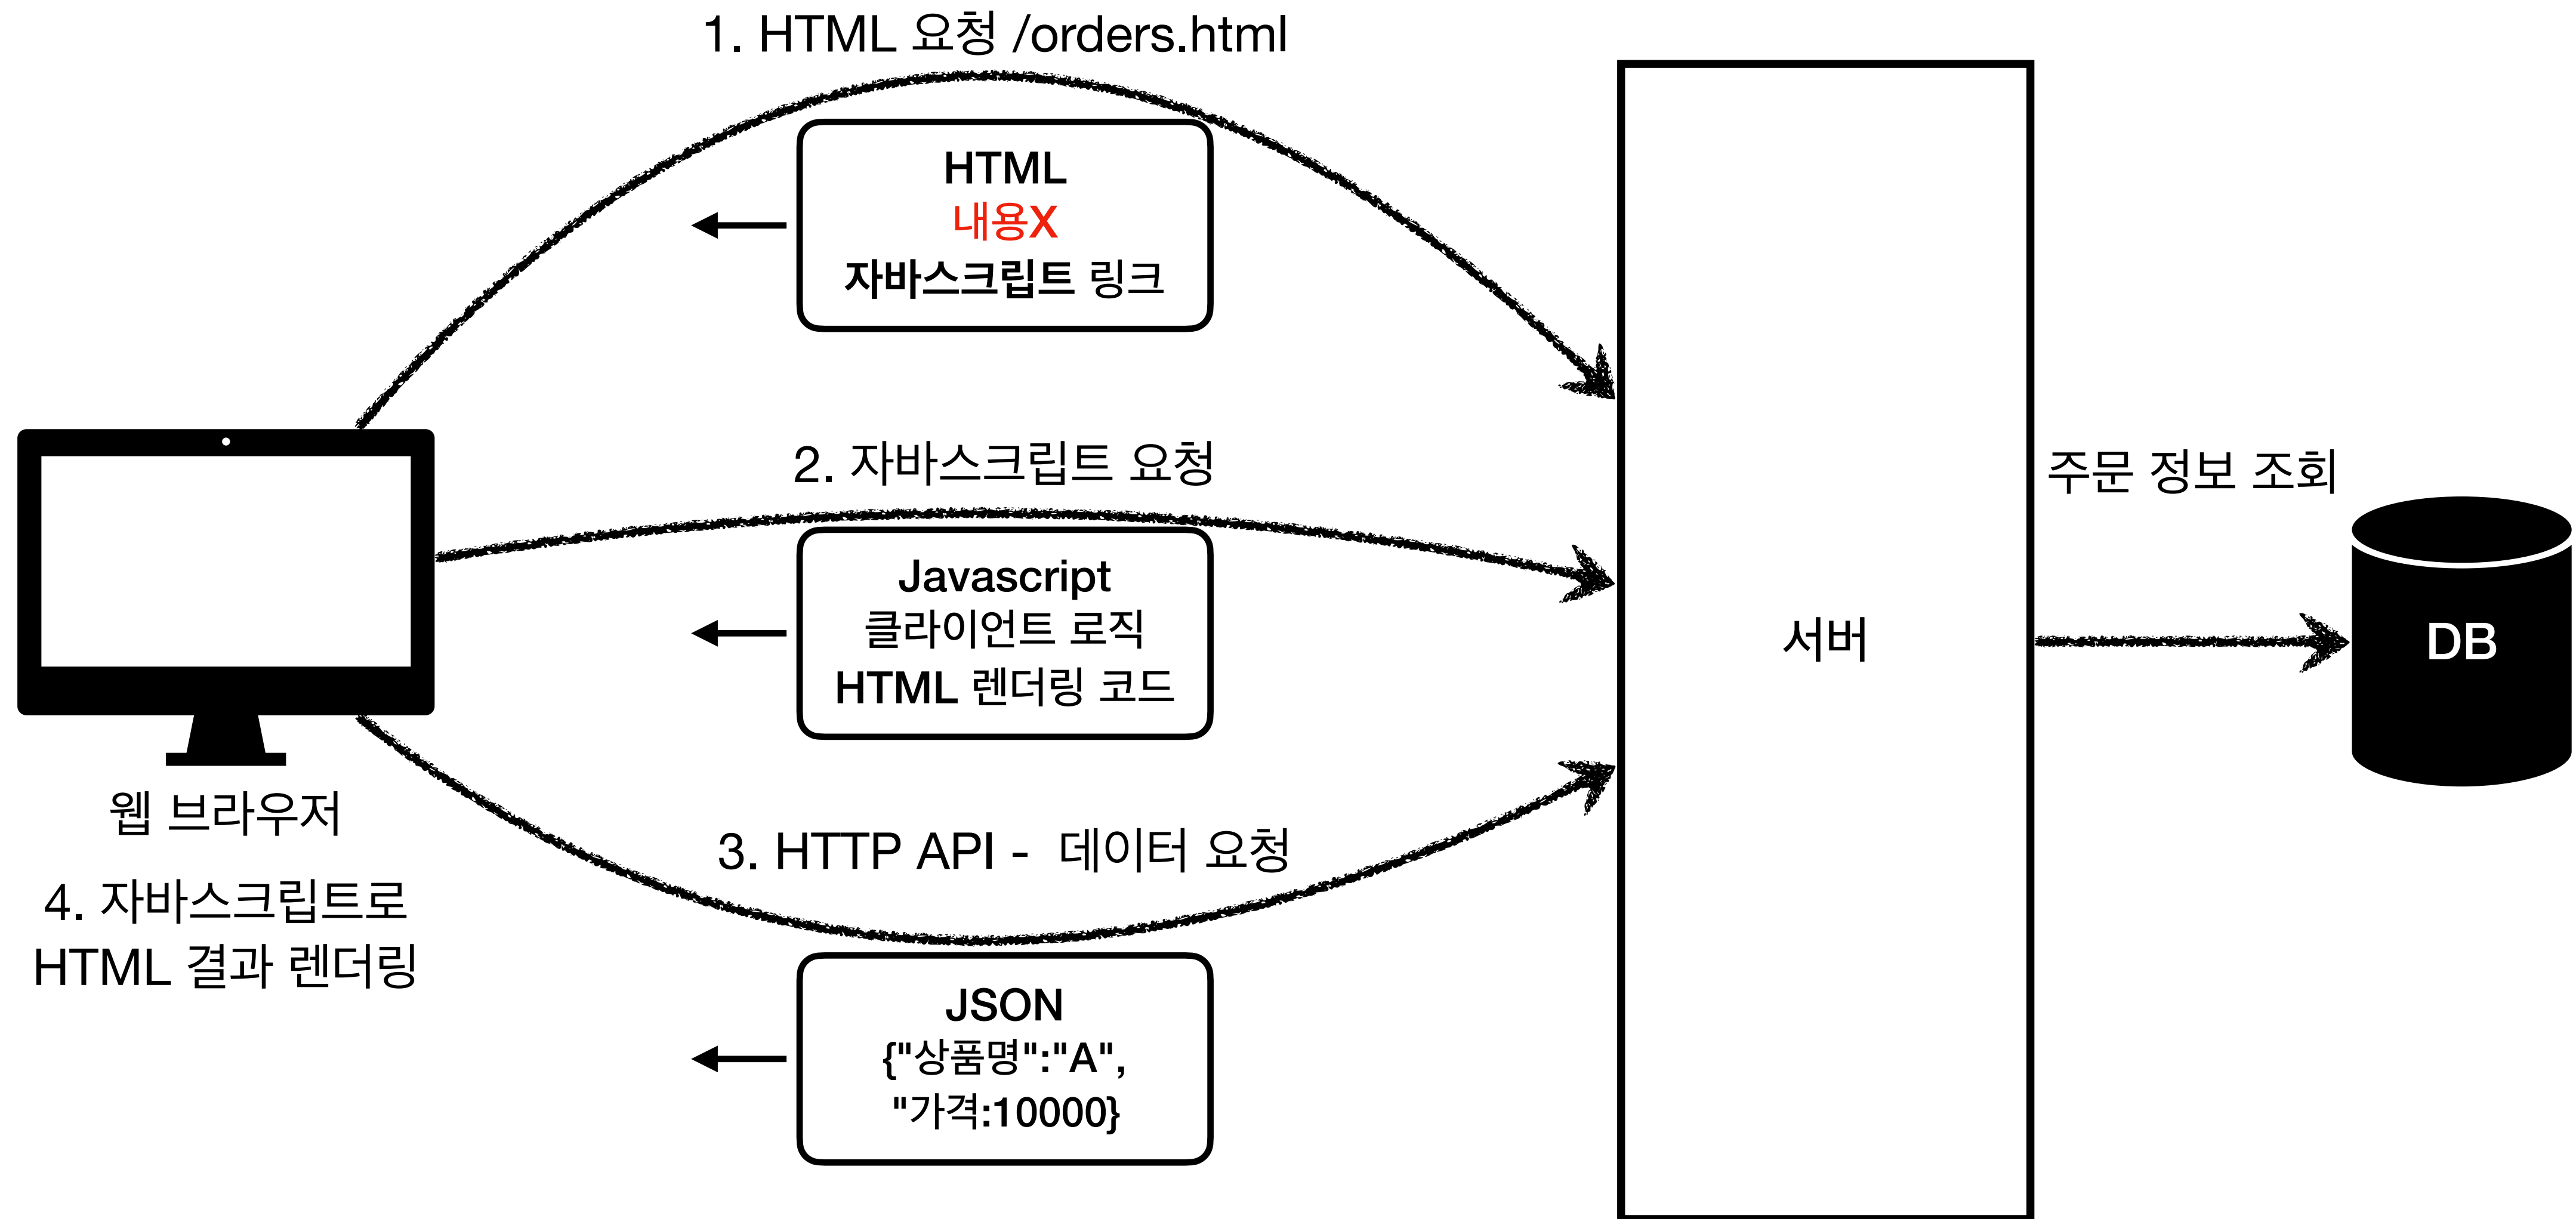 1. HTML 요청 /orders.html
HTML
내용X
자바스크립트 링크
2. 자바스크립트 요청
Javascript
클라이언트 로직
HTML 렌더링 코드
서버
주문 정보 조회
DB
웹 브라우저
4. 자바스크립트로
HTML 결과 렌더링
3. HTTP API - 데이터 요청
JSON
{"상품명":"A",
"가격:10000}